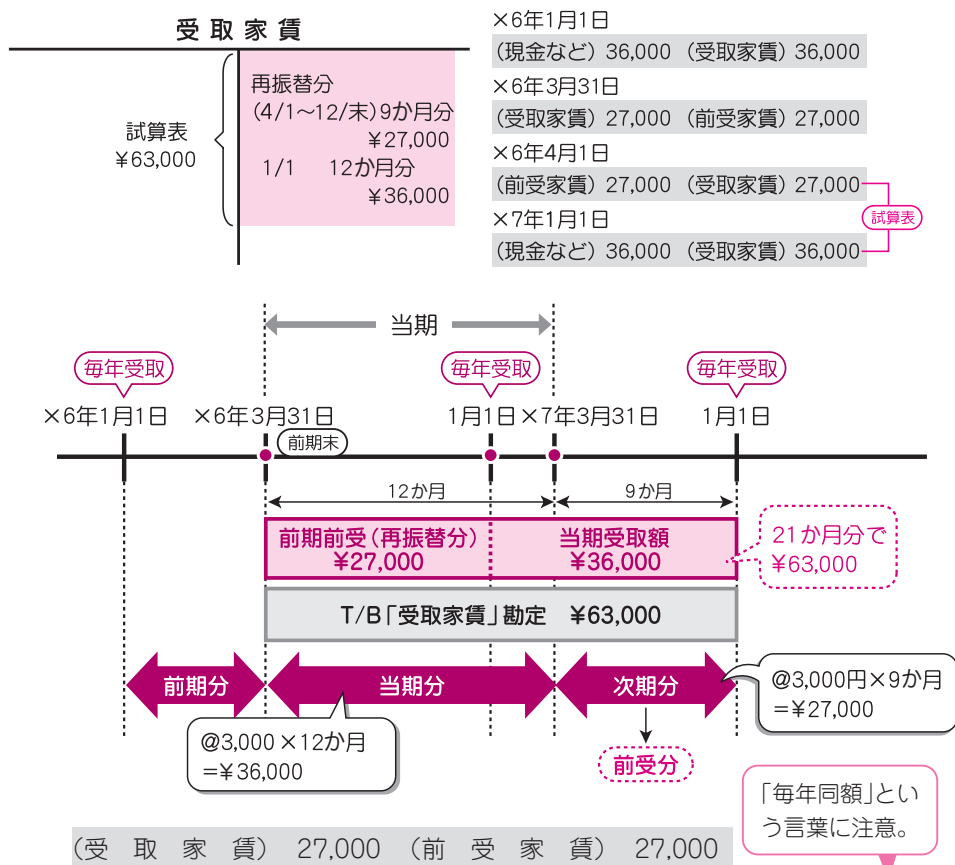 受取家賃
試算表
¥63,000
再振替分
(4/1～12/末)9か月分
¥27,000
1/1 12か月分
¥36,000
×6年1月1日
(現金など) 36,000 (受取家賃) 36,000
×6年3月31日
(受取家賃) 27,000 (前受家賃) 27,000
×6年4月1日
(前受家賃) 27,000 (受取家賃) 27,000
×7年1月1日
(現金など) 36,000 (受取家賃) 36,000
試算表
当期
毎年受取 毎年受取 毎年受取
×6年1月1日 ×6年3月31日 1月1日 ×7年3月31日 1月1日
前期末
12か月 9か月
前期前受(再振替分) 当期受取額
¥27,000 ¥36,000
21か月分で
¥63,000
T/B「受取家賃」勘定 ¥63,000
前期分 当期分 次期分
@3,000円×9か月
=¥27,000
@3,000×12か月
=¥36,000
前受分
「毎年同額」とい
う言葉に注意。
(受取家賃) 27,000 (前受家賃) 27,000